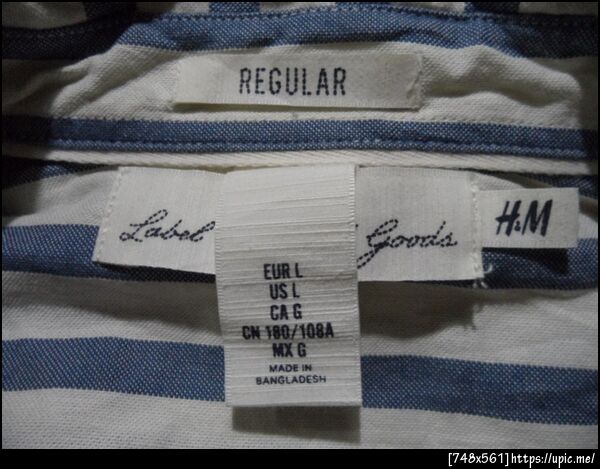 REGULAR
Label Goods
H&M
EUR L
US L
CA G
CN 180/108A
MX G
MADE IN
BANGLADESH
[748x561]https://upic.me/